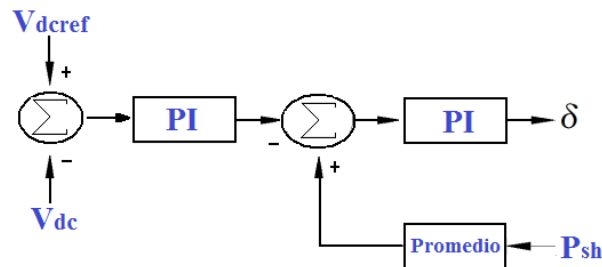 Vdcref
+
Σ
−
Vdc
PI
−
Σ
+
PI
δ
Promedio
Psh